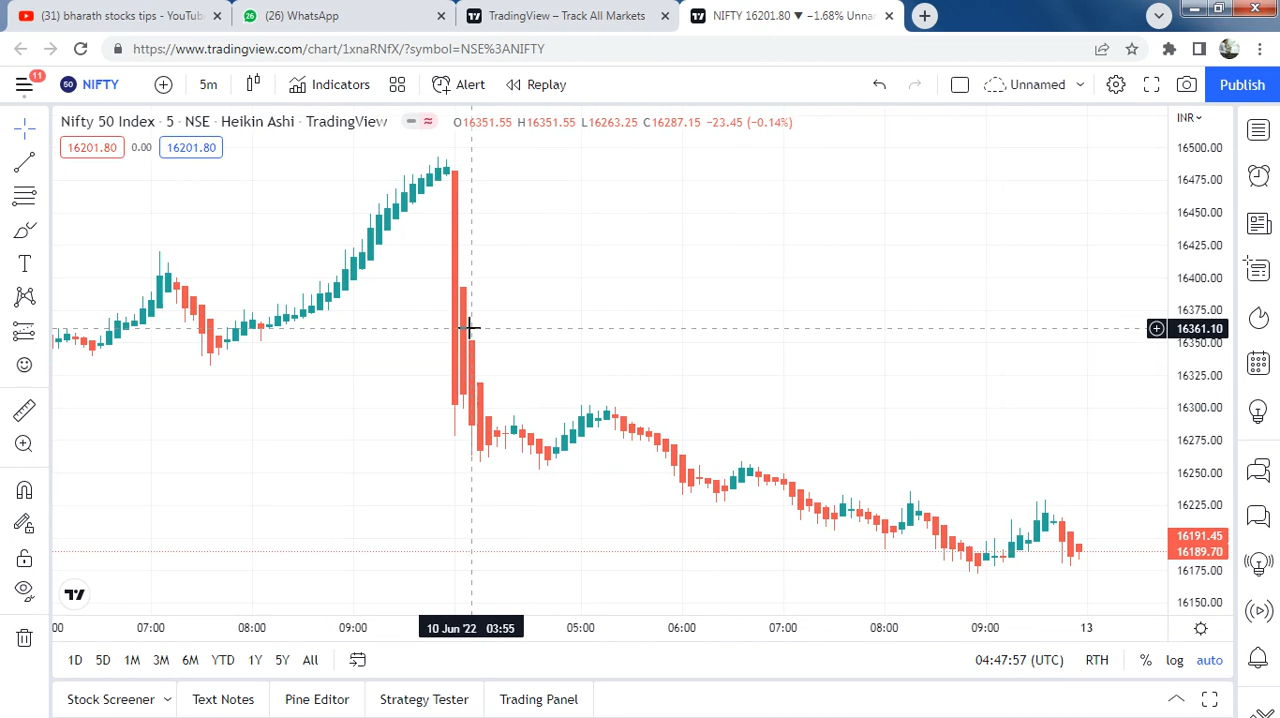 (31) bharath stocks tips - YouTub
(26) WhatsApp
TradingView – Track All Markets
NIFTY 16201.80 ▼ −1.68% Unna
https://www.tradingview.com/chart/1xnaRNfX/?symbol=NSE%3ANIFTY
11
50 NIFTY
5m
Indicators
Alert
Replay
Unnamed
Publish
Nifty 50 Index · 5 · NSE · Heikin Ashi · TradingView
O16351.55 H16351.55 L16263.25 C16287.15 −23.45 (−0.14%)
INR
16201.80 0.00 16201.80
16500.00
16475.00
16450.00
16425.00
16400.00
16375.00
16361.10
16350.00
16325.00
16300.00
16275.00
16250.00
16225.00
16191.45
16189.70
16175.00
16150.00
:00 07:00 08:00 09:00 10 Jun '22 03:55 05:00 06:00 07:00 08:00 09:00 13
1D 5D 1M 3M 6M YTD 1Y 5Y All
04:47:57 (UTC) RTH % log auto
Stock Screener Text Notes Pine Editor Strategy Tester Trading Panel